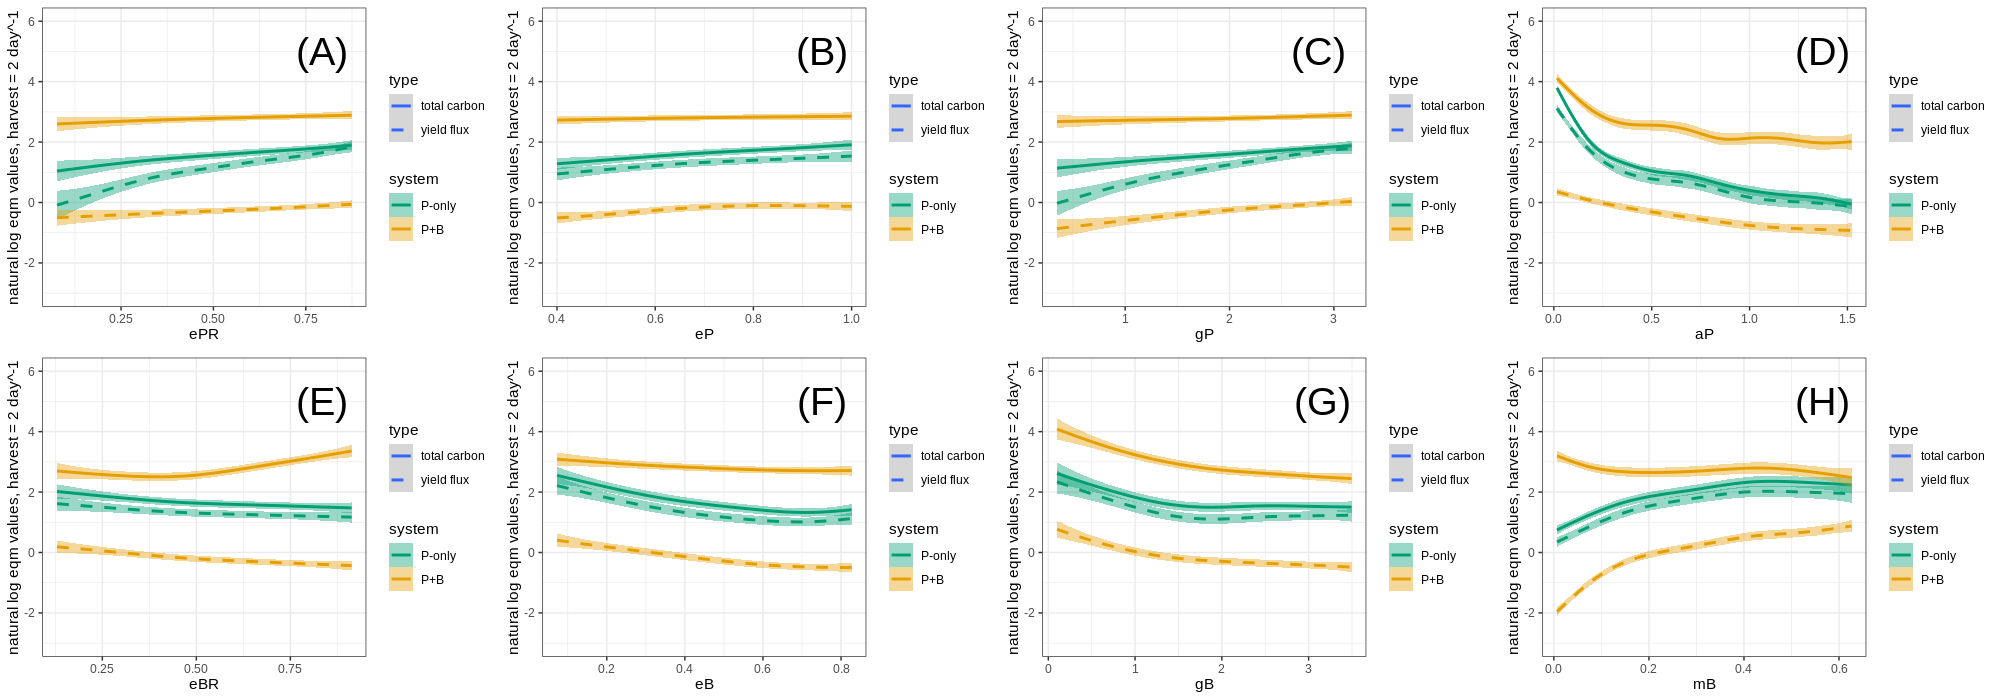 natural log eqm values, harvest = 2 day^-1
6
4
2
0
-2
(A)
0.25 0.50 0.75
ePR
type
total carbon
yield flux
system
P-only
P+B
natural log eqm values, harvest = 2 day^-1
6
4
2
0
-2
(B)
0.4 0.6 0.8 1.0
eP
type
total carbon
yield flux
system
P-only
P+B
natural log eqm values, harvest = 2 day^-1
6
4
2
0
-2
(C)
1 2 3
gP
type
total carbon
yield flux
system
P-only
P+B
natural log eqm values, harvest = 2 day^-1
6
4
2
0
-2
(D)
0.0 0.5 1.0 1.5
aP
type
total carbon
yield flux
system
P-only
P+B
natural log eqm values, harvest = 2 day^-1
6
4
2
0
-2
(E)
0.25 0.50 0.75
eBR
type
total carbon
yield flux
system
P-only
P+B
natural log eqm values, harvest = 2 day^-1
6
4
2
0
-2
(F)
0.2 0.4 0.6 0.8
eB
type
total carbon
yield flux
system
P-only
P+B
natural log eqm values, harvest = 2 day^-1
6
4
2
0
-2
(G)
0 1 2 3
gB
type
total carbon
yield flux
system
P-only
P+B
natural log eqm values, harvest = 2 day^-1
6
4
2
0
-2
(H)
0.0 0.2 0.4 0.6
mB
type
total carbon
yield flux
system
P-only
P+B